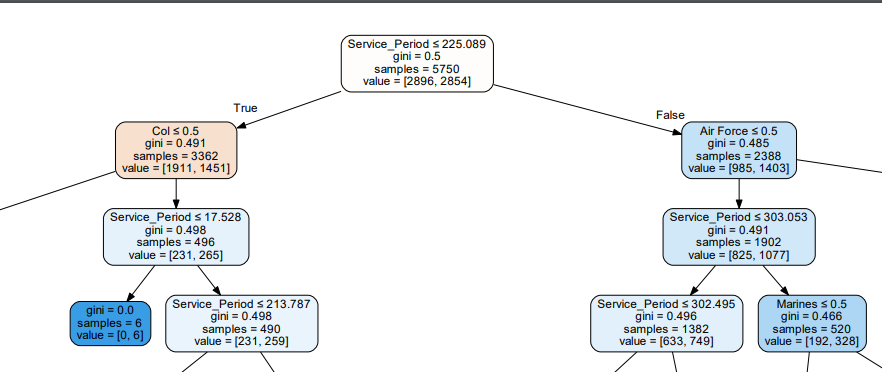 Service_Period ≤ 225.089
gini = 0.5
samples = 5750
value = [2896, 2854]
True
False
Col ≤ 0.5
gini = 0.491
samples = 3362
value = [1911, 1451]
Air Force ≤ 0.5
gini = 0.485
samples = 2388
value = [985, 1403]
Service_Period ≤ 17.528
gini = 0.498
samples = 496
value = [231, 265]
Service_Period ≤ 303.053
gini = 0.491
samples = 1902
value = [825, 1077]
gini = 0.0
samples = 6
value = [0, 6]
Service_Period ≤ 213.787
gini = 0.498
samples = 490
value = [231, 259]
Service_Period ≤ 302.495
gini = 0.496
samples = 1382
value = [633, 749]
Marines ≤ 0.5
gini = 0.466
samples = 520
value = [192, 328]